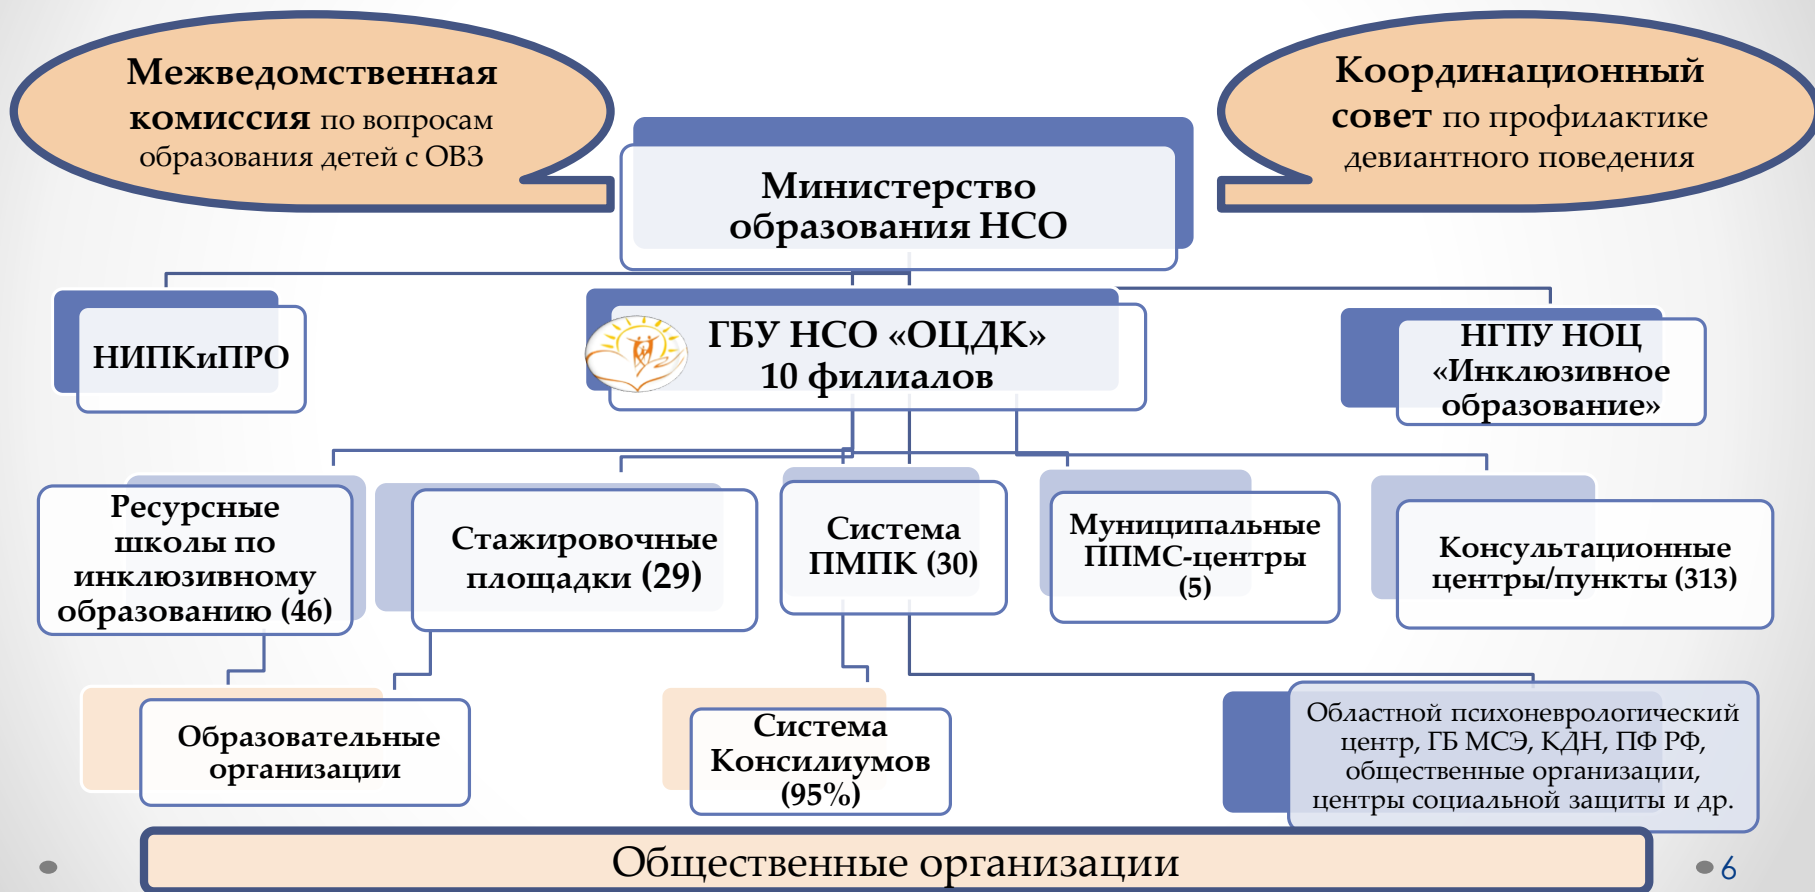 Межведомственная
комиссия по вопросам
образования детей с ОВЗ
Координационный
совет по профилактике
девиантного поведения
Министерство
образования НСО
НИПКиПРО
ГБУ НСО «ОЦДК»
10 филиалов
НГПУ НОЦ
«Инклюзивное
образование»
Ресурсные
школы по
инклюзивному
образованию (46)
Стажировочные
площадки (29)
Система
ПМПК (30)
Муниципальные
ППМС-центры
(5)
Консультационные
центры/пункты (313)
Образовательные
организации
Система
Консилиумов
(95%)
Областной психоневрологический
центр, ГБ МСЭ, КДН, ПФ РФ,
общественные организации,
центры социальной защиты и др.
Общественные организации
6